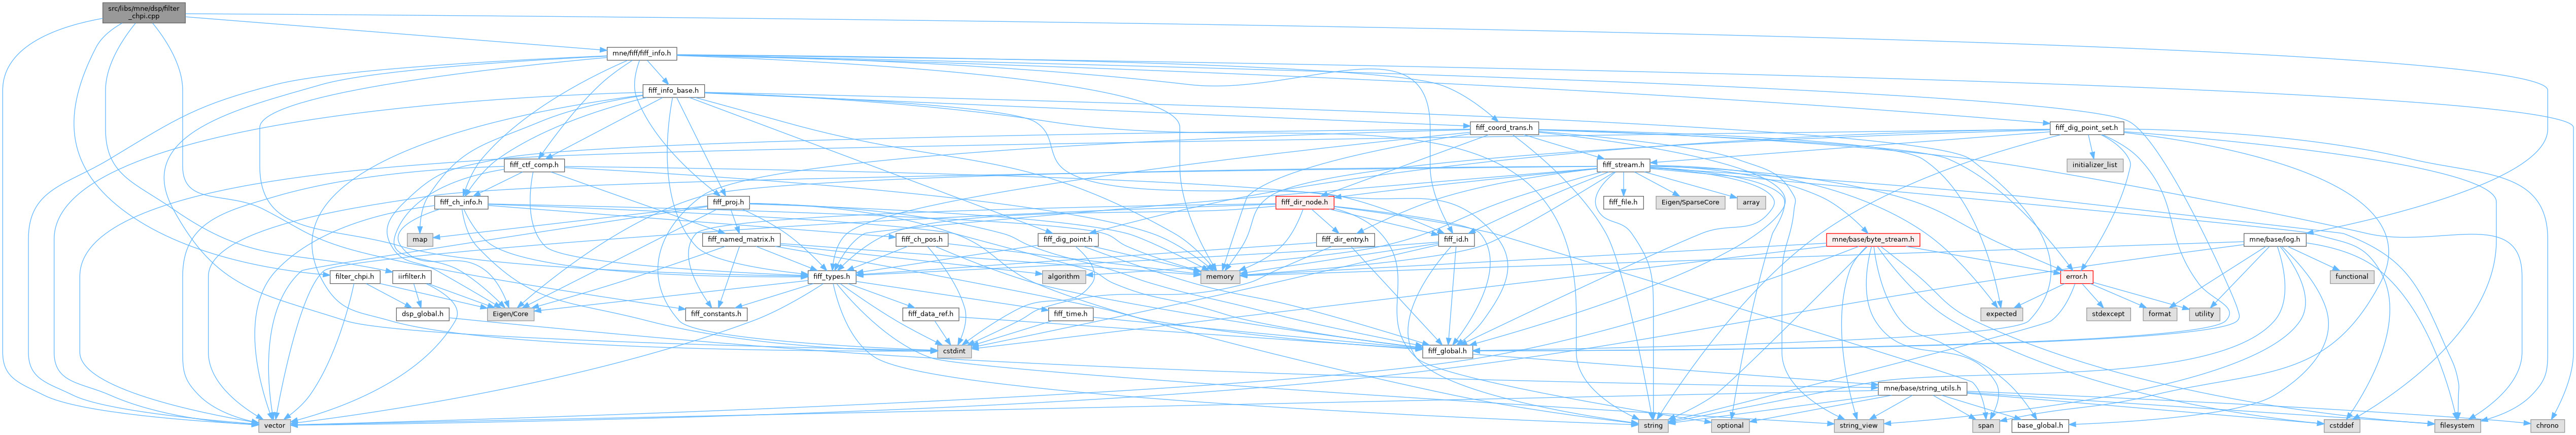 src/libs/mne/dsp/filter
_chpi.cpp
mne/fiff/fiff_info.h
fiff_info_base.h
fiff_coord_trans.h
fiff_dig_point_set.h
fiff_ctf_comp.h
fiff_stream.h
initializer_list
fiff_ch_info.h
fiff_proj.h
fiff_dir_node.h
fiff_file.h
Eigen/SparseCore
array
map
fiff_named_matrix.h
fiff_ch_pos.h
fiff_dig_point.h
fiff_dir_entry.h
fiff_id.h
mne/base/byte_stream.h
mne/base/log.h
filter_chpi.h
iirfilter.h
fiff_types.h
algorithm
memory
error.h
functional
dsp_global.h
Eigen/Core
fiff_constants.h
fiff_data_ref.h
fiff_time.h
expected
stdexcept
format
utility
cstdint
fiff_global.h
mne/base/string_utils.h
vector
string
optional
string_view
span
base_global.h
cstddef
filesystem
chrono